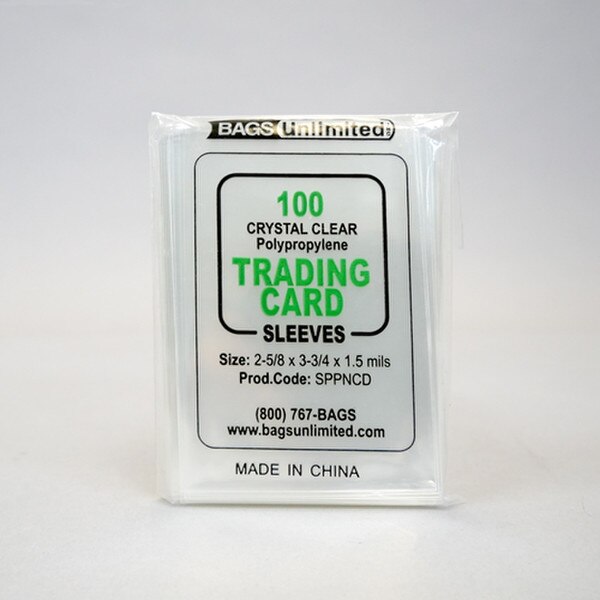 BAGS Unlimited INC
100
CRYSTAL CLEAR
Polypropylene
TRADING
CARD
SLEEVES
Size: 2-5/8 x 3-3/4 x 1.5 mils
Prod.Code: SPPNCD
(800) 767-BAGS
www.bagsunlimited.com
MADE IN CHINA